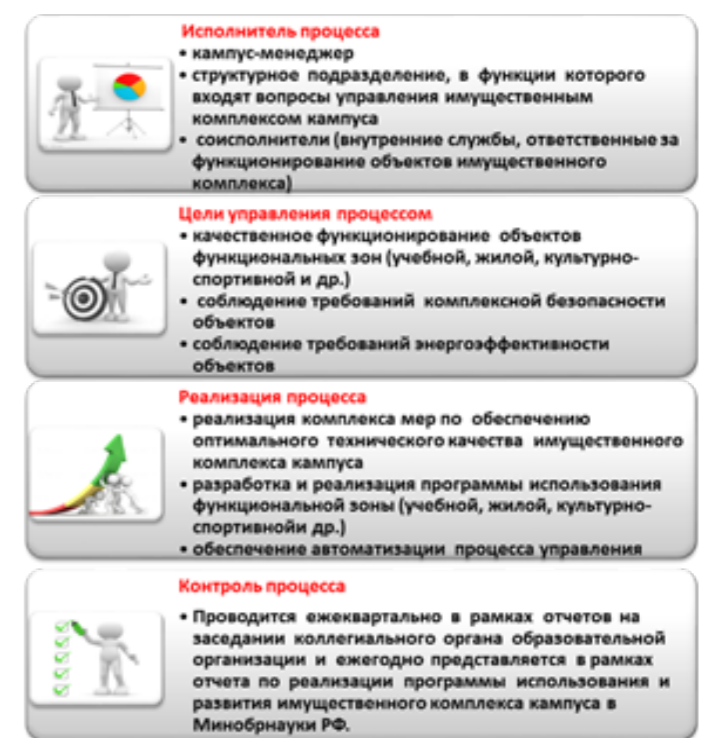 Исполнитель процесса
• кампус-менеджер
• структурное подразделение, в функции которого
входят вопросы управления имущественным
комплексом кампуса
• соисполнители (внутренние службы, ответственные за
функционирование объектов имущественного
комплекса)
Цели управления процессом
• качественное функционирование объектов
функциональных зон (учебной, жилой, культурно-
спортивной и др.)
• соблюдение требований комплексной безопасности
объектов
• соблюдение требований энергоэффективности
объектов
Реализация процесса
• реализация комплекса мер по обеспечению
оптимального технического качества имущественного
комплекса кампуса
• разработка и реализация программы использования
функциональной зоны (учебной, жилой, культурно-
спортивнойи др.)
• обеспечение автоматизации процесса управления
Контроль процесса
• Проводится ежеквартально в рамках отчетов на
заседании коллегиального органа образовательной
организации и ежегодно представляется в рамках
отчета по реализации программы использования и
развития имущественного комплекса кампуса в
Минобрнауки РФ.